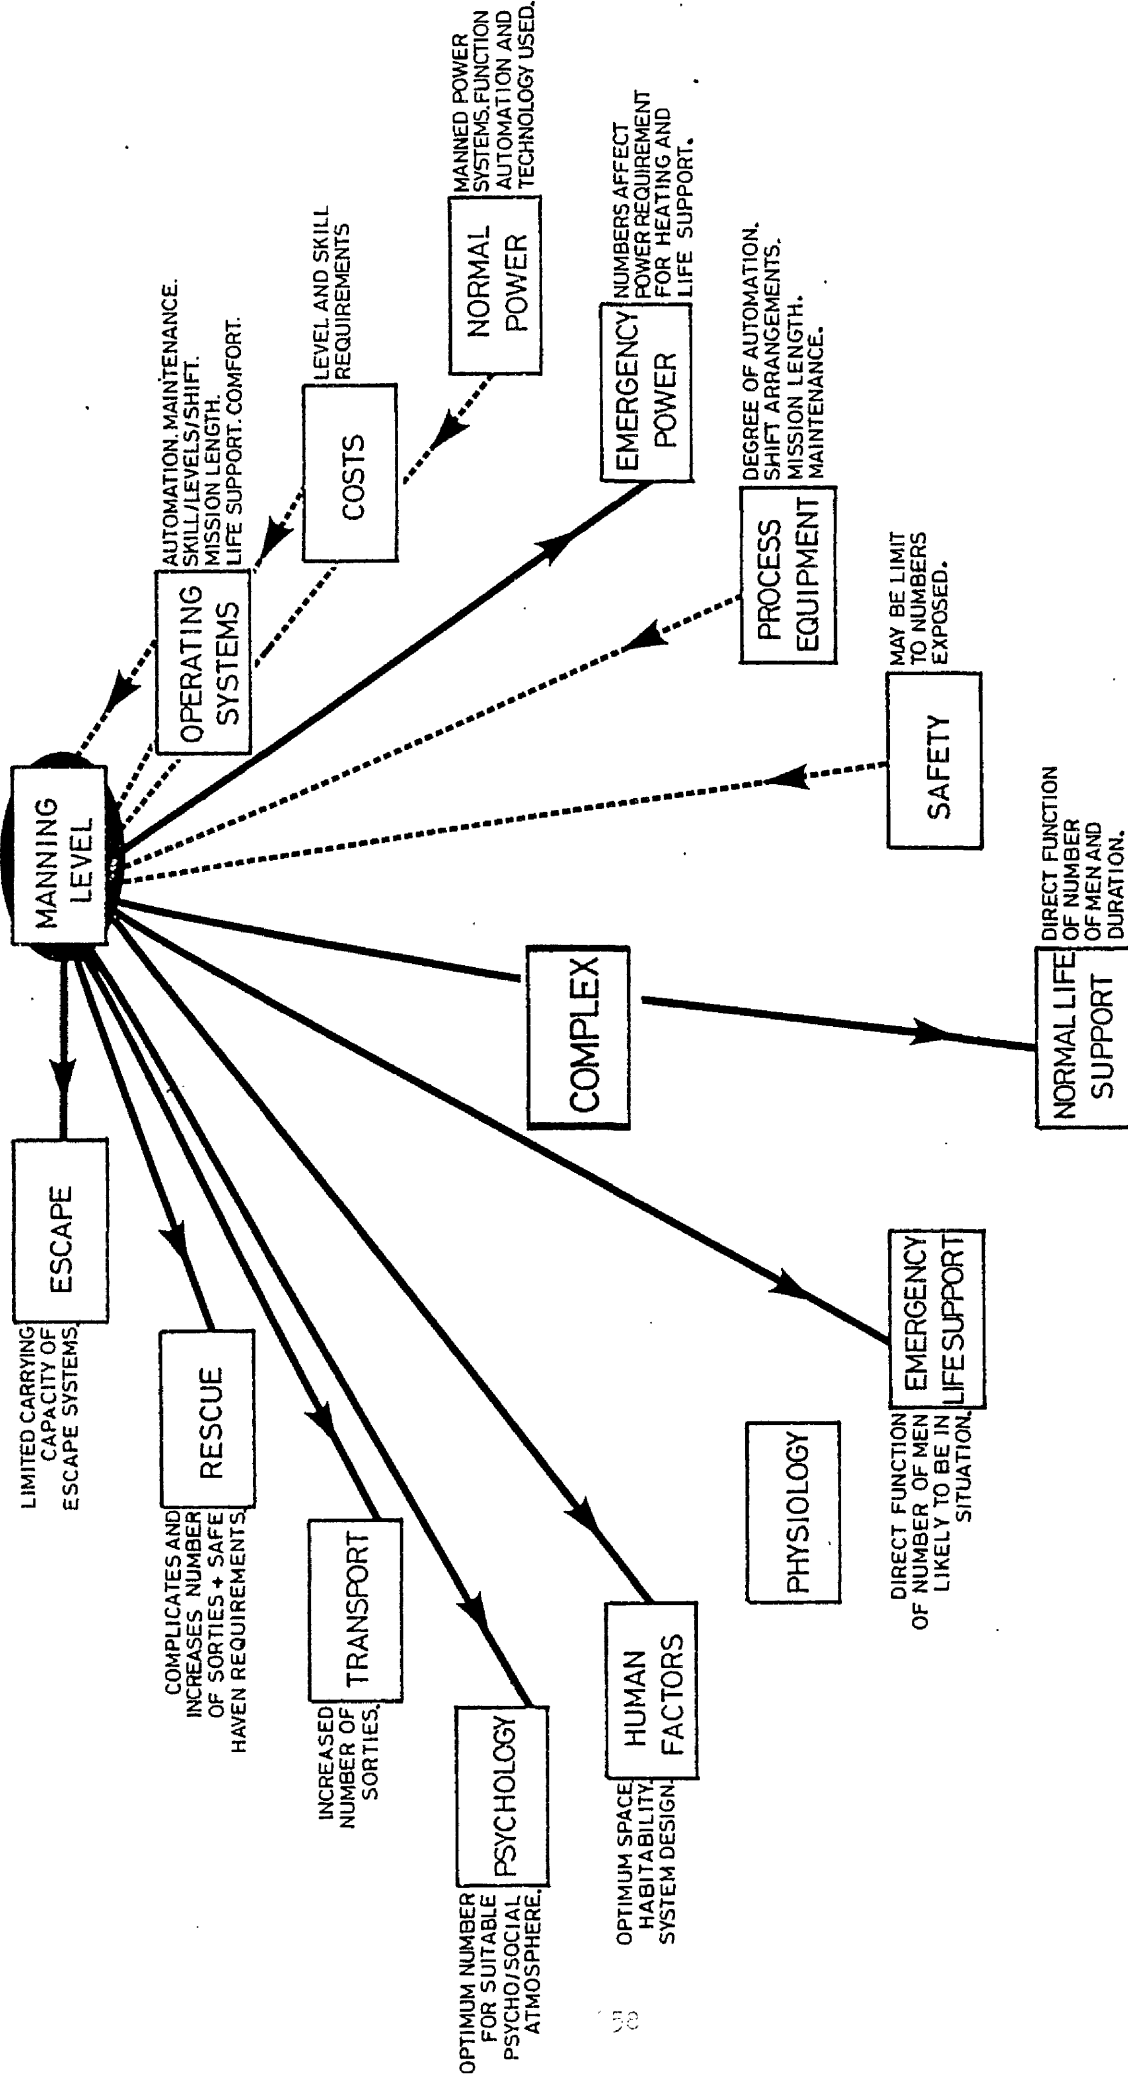 MANNING
LEVEL
ESCAPE
LIMITED CARRYING
CAPACITY OF
ESCAPE SYSTEMS.
RESCUE
COMPLICATES AND
INCREASES NUMBER
OF SORTIES + SAFE
HAVEN REQUIREMENTS.
TRANSPORT
INCREASED
NUMBER OF
SORTIES.
PSYCHOLOGY
OPTIMUM NUMBER
FOR SUITABLE
PSYCHO/SOCIAL
ATMOSPHERE.
HUMAN
FACTORS
OPTIMUM SPACE
HABITABILITY.
SYSTEM DESIGN.
PHYSIOLOGY
EMERGENCY
LIFE SUPPORT
DIRECT FUNCTION
OF NUMBER OF MEN
LIKELY TO BE IN
SITUATION.
COMPLEX
NORMAL LIFE
SUPPORT
DIRECT FUNCTION
OF NUMBER
OF MEN AND
DURATION.
SAFETY
MAY BE LIMIT
TO NUMBERS
EXPOSED.
PROCESS
EQUIPMENT
DEGREE OF AUTOMATION.
SHIFT ARRANGEMENTS.
MISSION LENGTH.
MAINTENANCE.
EMERGENCY
POWER
NUMBERS AFFECT
POWER REQUIREMENT
FOR HEATING AND
LIFE SUPPORT.
NORMAL
POWER
MANNED POWER
SYSTEMS.FUNCTION
AUTOMATION AND
TECHNOLOGY USED.
COSTS
LEVEL AND SKILL
REQUIREMENTS
OPERATING
SYSTEMS
AUTOMATION.MAINTENANCE.
SKILL/LEVELS/SHIFT.
MISSION LENGTH.
LIFE SUPPORT.COMFORT.
58